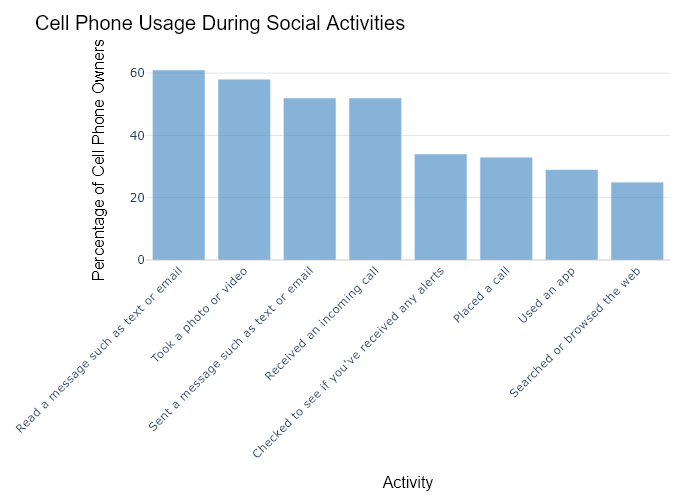 Cell Phone Usage During Social Activities
Percentage of Cell Phone Owners
60
40
20
0
Read a message such as text or email
Took a photo or video
Sent a message such as text or email
Received an incoming call
Checked to see if you've received any alerts
Placed a call
Used an app
Searched or browsed the web
Activity